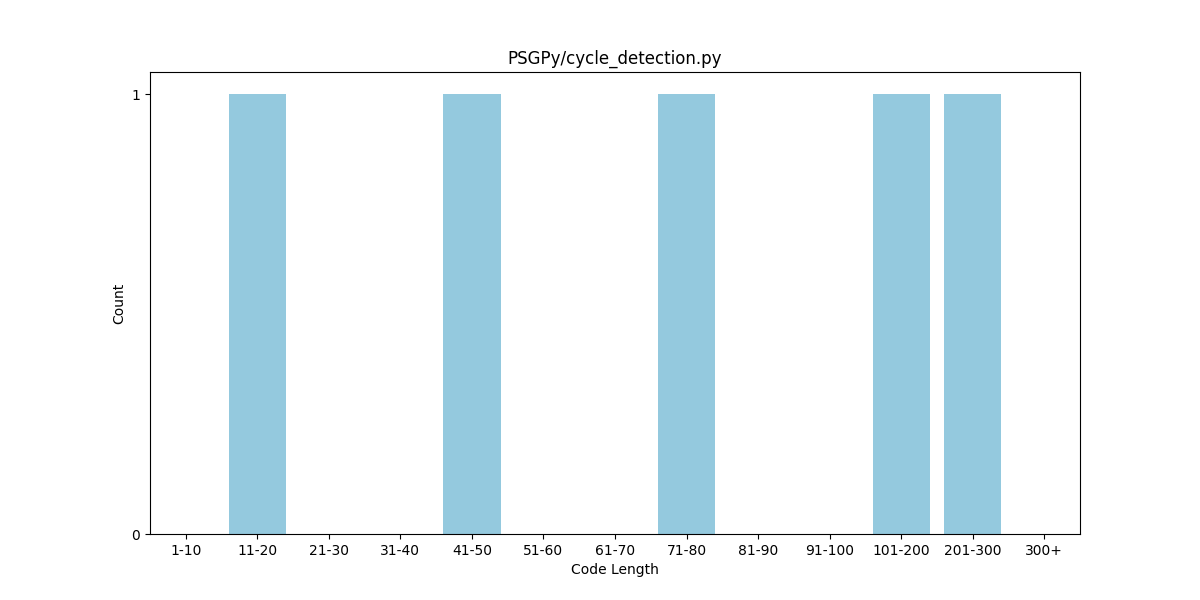 PSGPy/cycle_detection.py
1
0
Count
1-10 11-20 21-30 31-40 41-50 51-60 61-70 71-80 81-90 91-100 101-200 201-300 300+
Code Length